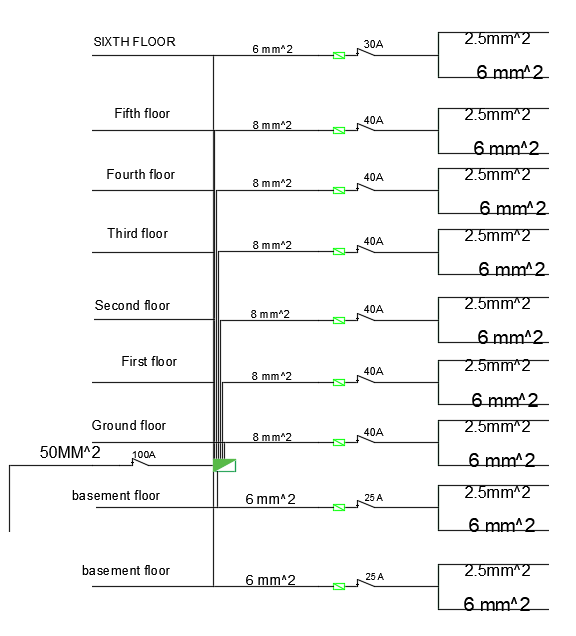 SIXTH FLOOR 6 mm^2 30A 2.5mm^2
6 mm^2
Fifth floor 8 mm^2 40A 2.5mm^2
6 mm^2
Fourth floor 8 mm^2 40A 2.5mm^2
6 mm^2
Third floor 8 mm^2 40A 2.5mm^2
6 mm^2
Second floor 8 mm^2 40A 2.5mm^2
6 mm^2
First floor 8 mm^2 40A 2.5mm^2
6 mm^2
Ground floor 8 mm^2 40A 2.5mm^2
50MM^2 100A 6 mm^2
basement floor 6 mm^2 25A 2.5mm^2
6 mm^2
basement floor 6 mm^2 25A 2.5mm^2
6 mm^2